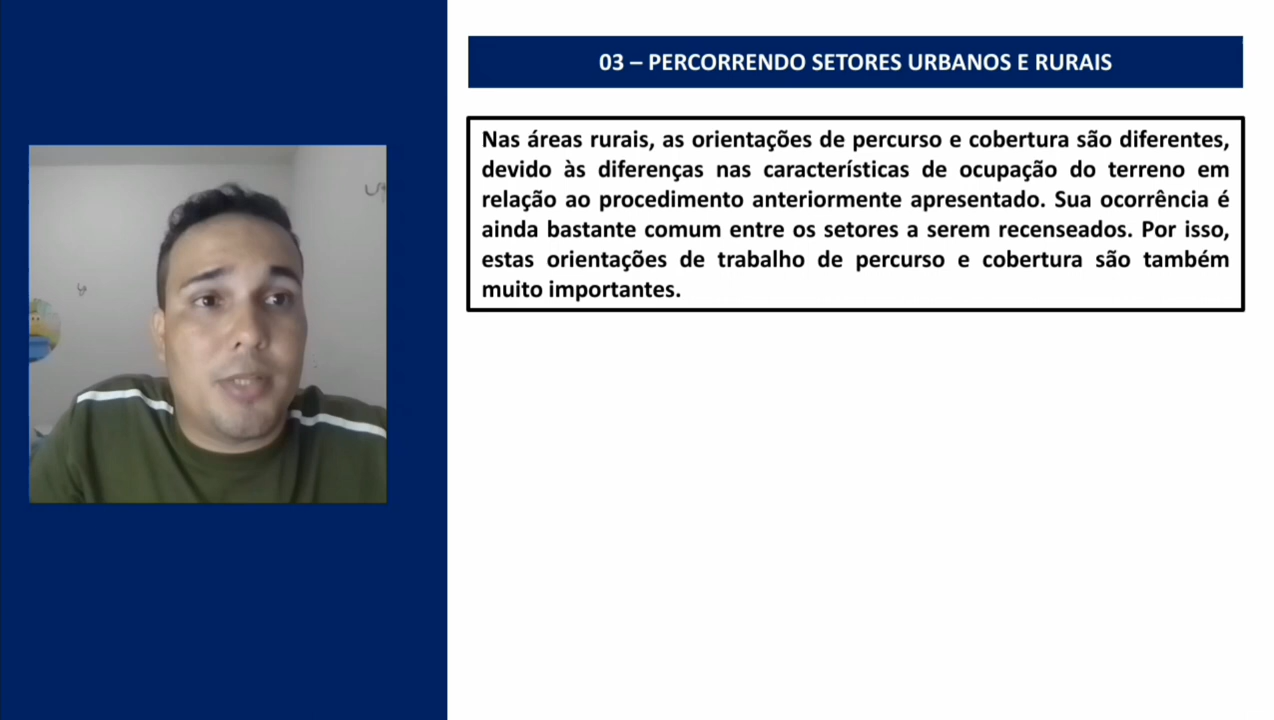 03 – PERCORRENDO SETORES URBANOS E RURAIS
Nas áreas rurais, as orientações de percurso e cobertura são diferentes,
devido às diferenças nas características de ocupação do terreno em
relação ao procedimento anteriormente apresentado. Sua ocorrência é
ainda bastante comum entre os setores a serem recenseados. Por isso,
estas orientações de trabalho de percurso e cobertura são também
muito importantes.